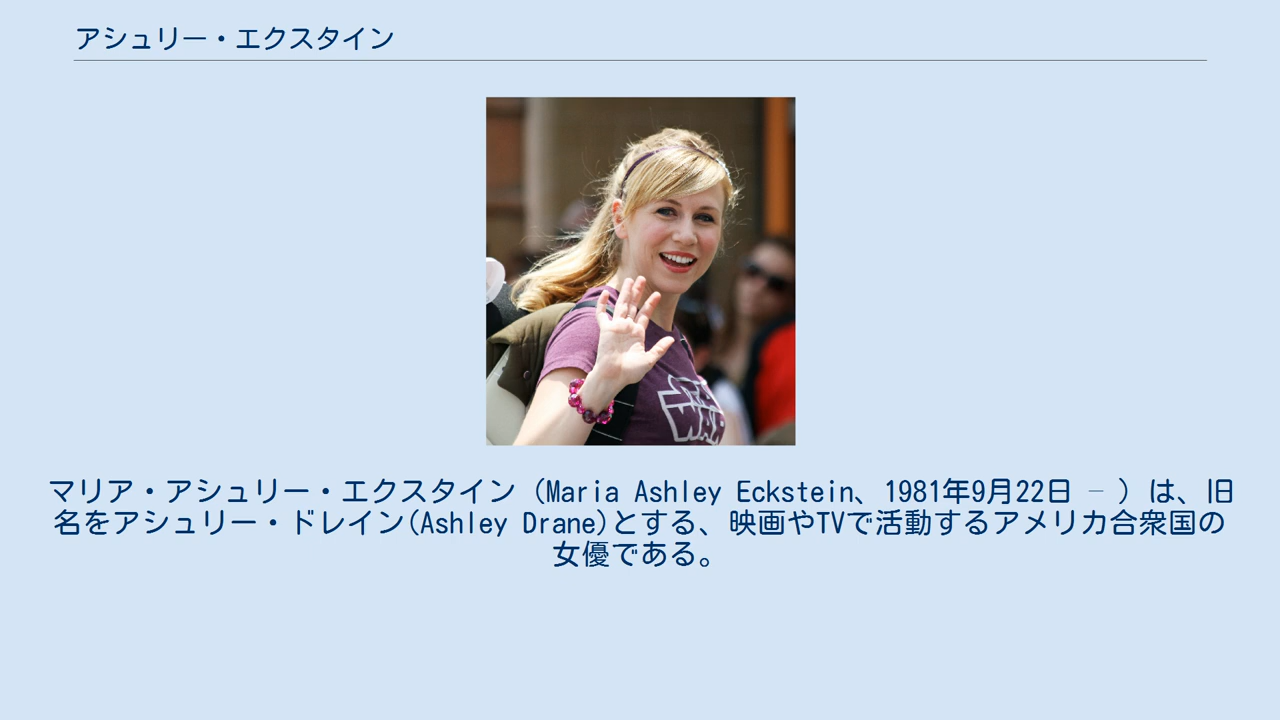 アシュリー・エクスタイン
マリア・アシュリー・エクスタイン（Maria Ashley Eckstein、1981年9月22日 – ）は、旧
名をアシュリー・ドレイン(Ashley Drane)とする、映画やTVで活動するアメリカ合衆国の
女優である。